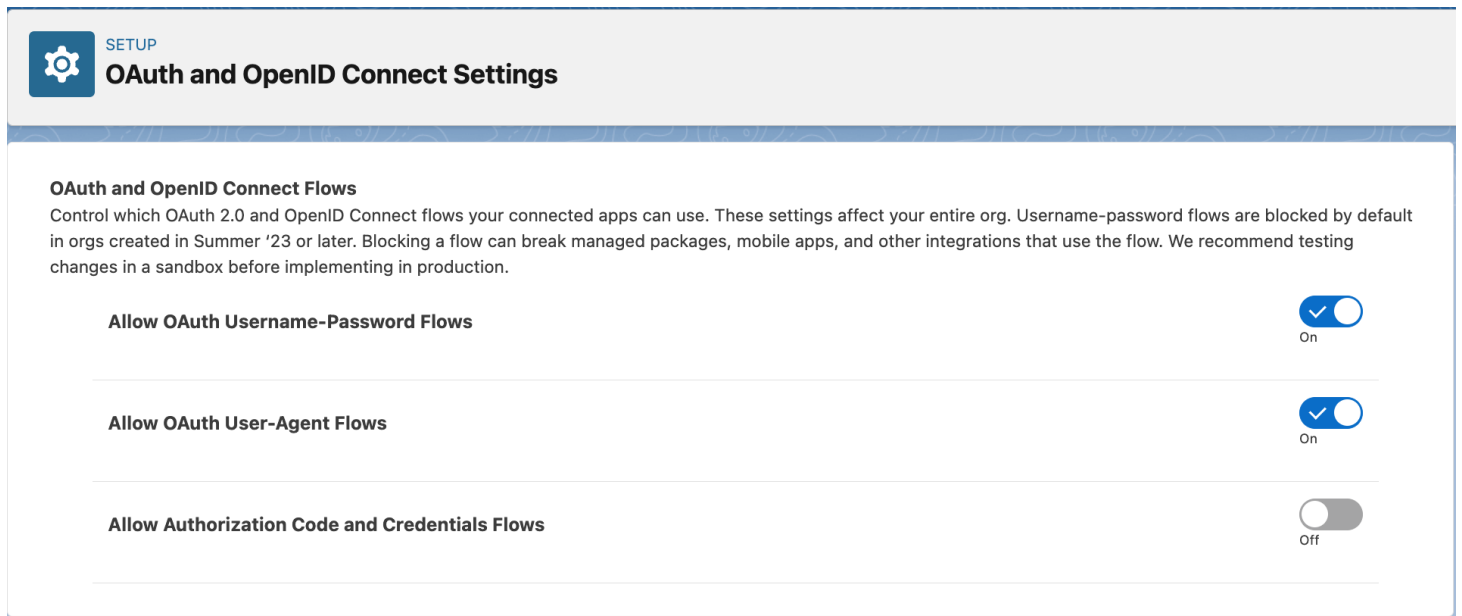 SETUP
OAuth and OpenID Connect Settings
OAuth and OpenID Connect Flows
Control which OAuth 2.0 and OpenID Connect flows your connected apps can use. These settings affect your entire org. Username-password flows are blocked by default
in orgs created in Summer ‘23 or later. Blocking a flow can break managed packages, mobile apps, and other integrations that use the flow. We recommend testing
changes in a sandbox before implementing in production.
Allow OAuth Username-Password Flows
On
Allow OAuth User-Agent Flows
On
Allow Authorization Code and Credentials Flows
Off